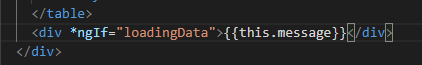 </table>
<div *ngIf="loadingData">{{this.message}}</div>
</div>